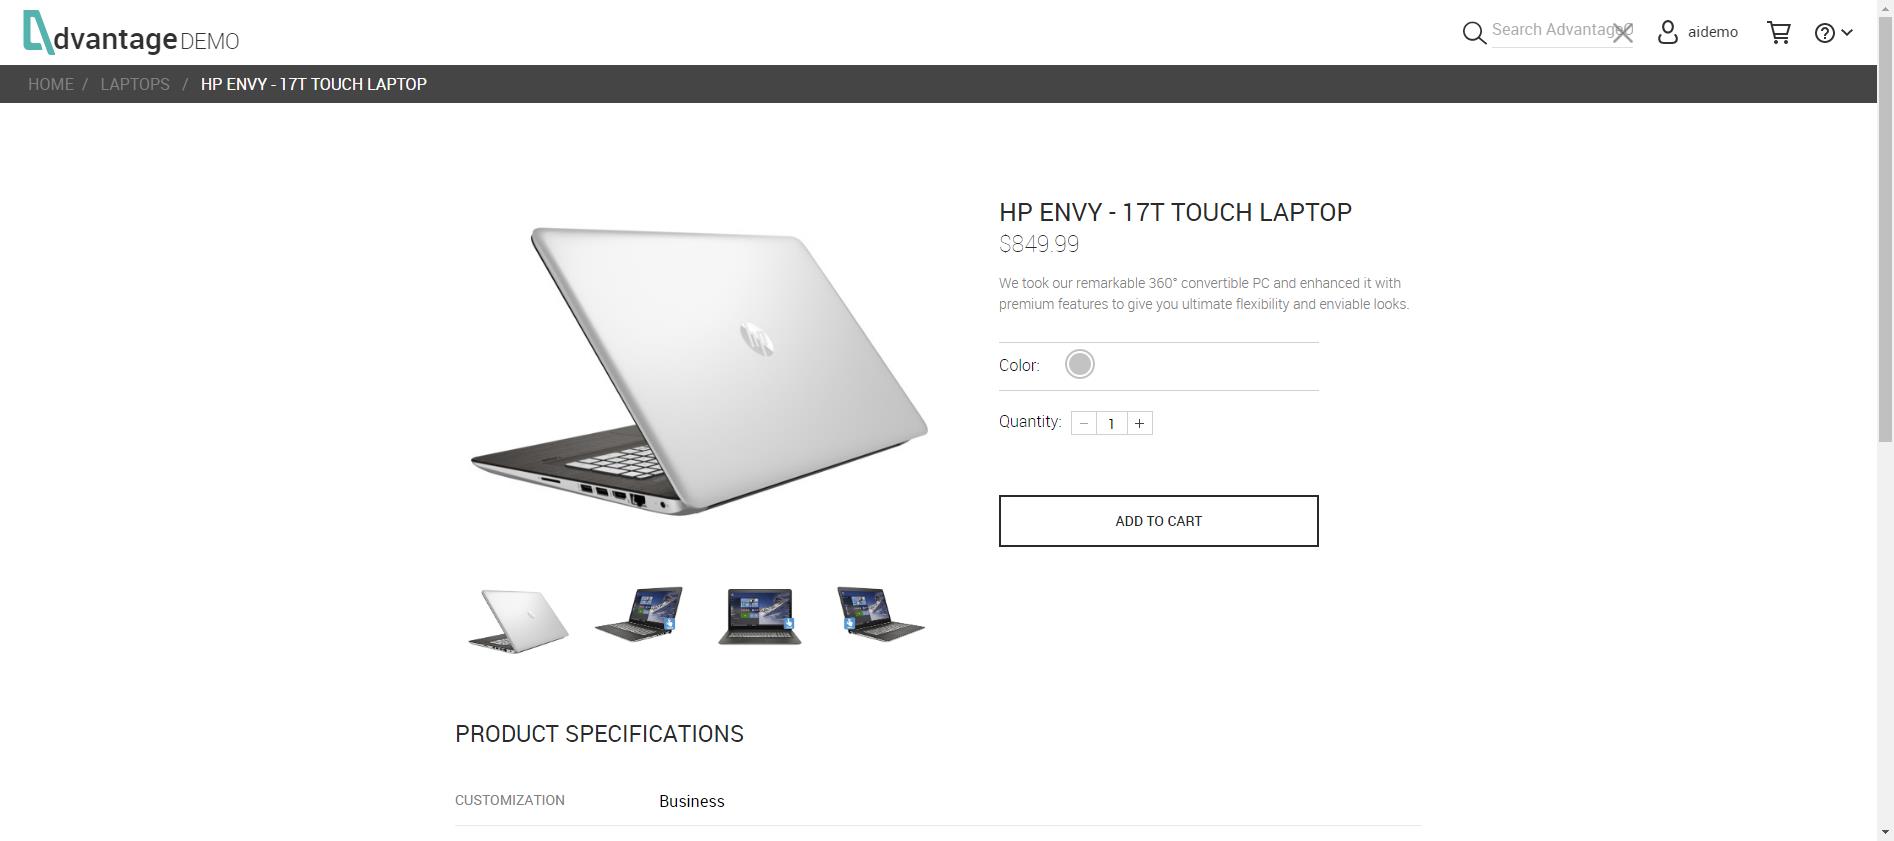 dvantage DEMO
Search AdvantageD
aidemo
HOME / LAPTOPS / HP ENVY - 17T TOUCH LAPTOP
HP ENVY - 17T TOUCH LAPTOP
$849.99
We took our remarkable 360° convertible PC and enhanced it with
premium features to give you ultimate flexibility and enviable looks.
Color:
Quantity: − 1 +
ADD TO CART
hp
PRODUCT SPECIFICATIONS
CUSTOMIZATION Business